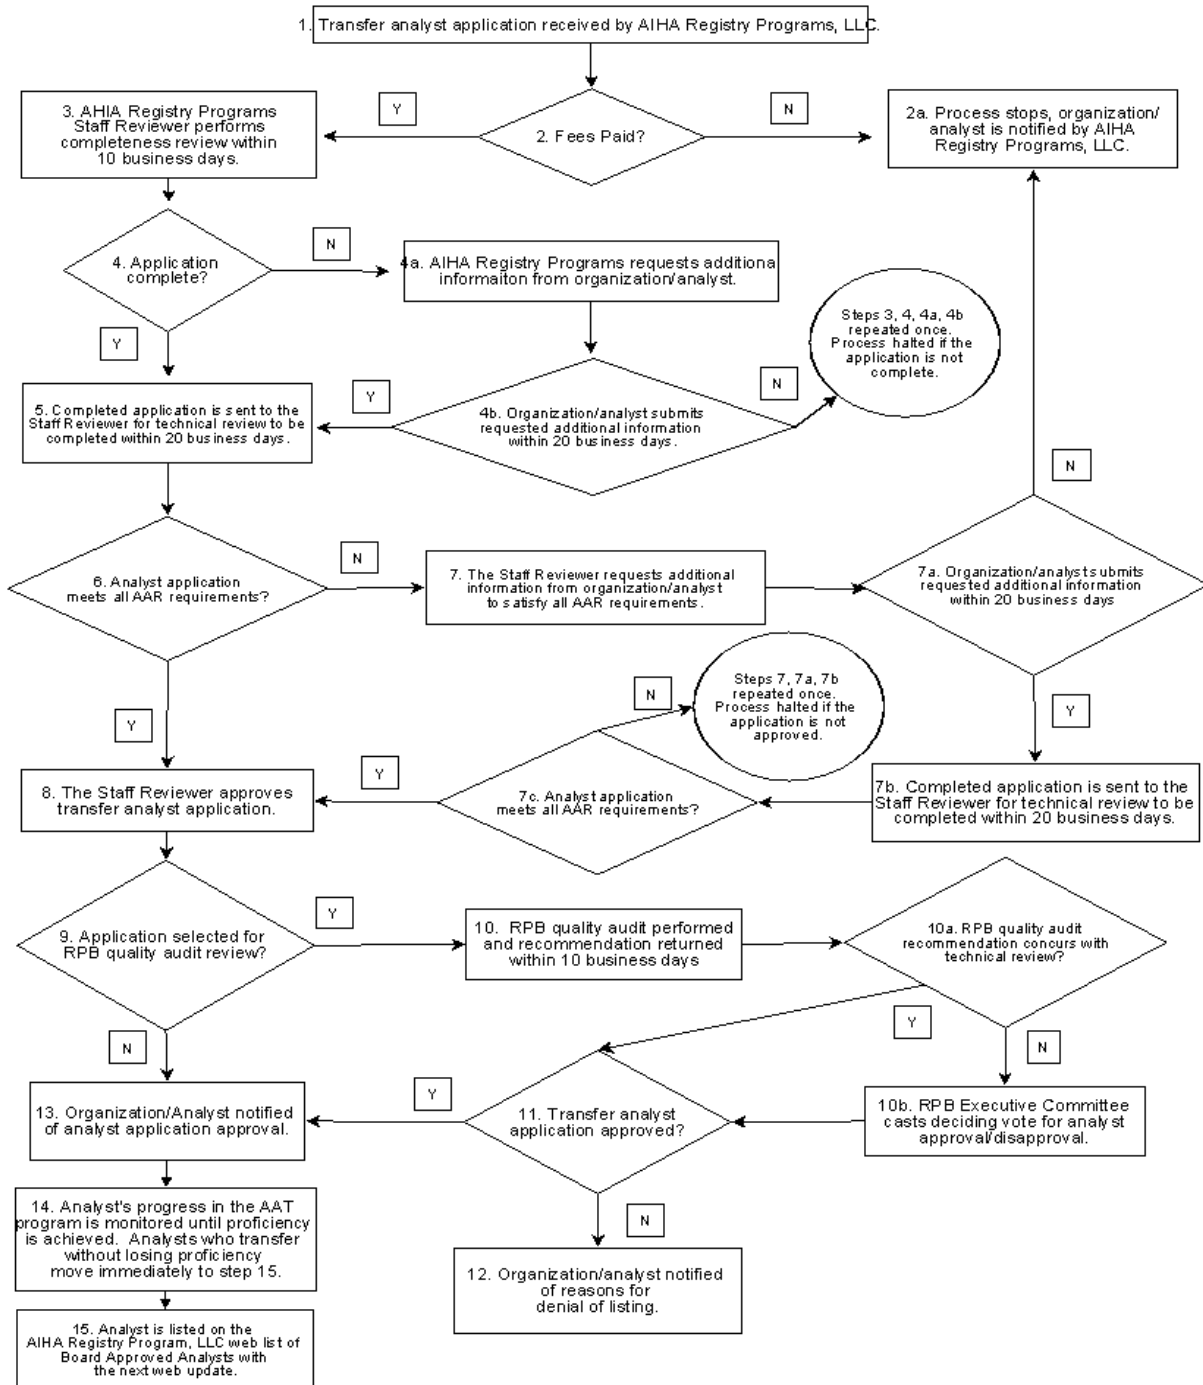 1. Transfer analyst application received by AIHA Registry Programs, LLC.
3. AHIA Registry Programs
Staff Reviewer performs
completeness review within
10 business days.
Y
2. Fees Paid?
N
2a. Process stops, organization/
analyst is notified by AIHA
Registry Programs, LLC.
4. Application
complete?
N
4a. AIHA Registry Programs requests additiona
informaiton from organization/analyst.
Steps 3, 4, 4a, 4b
repeated once.
Process halted if the
application is not
complete.
Y
5. Completed application is sent to the
Staff Reviewer for technical review to be
completed within 20 business days.
Y
4b. Organization/analyst submits
requested additional information
within 20 business days.
N
N
6. Analyst application
meets all AAR requirements?
N
7. The Staff Reviewer requests additional
information from organization/analyst
to satisfy all AAR requirements.
7a. Organization/analyst submits
requested additional information
within 20 business days
Steps 7, 7a, 7b
repeated once.
Process halted if the
application is not
approved.
N
Y
Y
Y
8. The Staff Reviewer approves
transfer analyst application.
7c. Analyst application
meets all AAR requirements?
7b. Completed application is sent to the
Staff Reviewer for technical review to be
completed within 20 business days.
9. Application selected for
RPB quality audit review?
Y
10. RPB quality audit performed
and recommendation returned
within 10 business days
10a. RPB quality audit
recommendation concurs with
technical review?
Y
N
N
13. Organization/Analyst notified
of analyst application approval.
Y
11. Transfer analyst
application approved?
10b. RPB Executive Committee
casts deciding vote for analyst
approval/disapproval.
14. Analyst's progress in the AAT
program is monitored until proficiency
is achieved. Analysts who transfer
without losing proficiency
move immediately to step 15.
N
12. Organization/analyst notified
of reasons for
denial of listing.
15. Analyst is listed on the
AIHA Registry Program, LLC web list of
Board Approved Analysts with
the next web update.